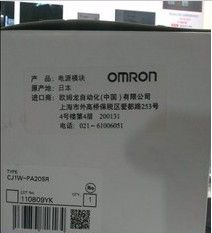 产品：电源模块
OMRON
原产地：日本
进口商：欧姆龙自动化(中国)有限公司
上海市外高桥保税区爱都路253号
4号楼第4层 200131
电话：021-61006051
TYPE
CJ1W-PA205R
LOT No.
QTY.
110809YK
1